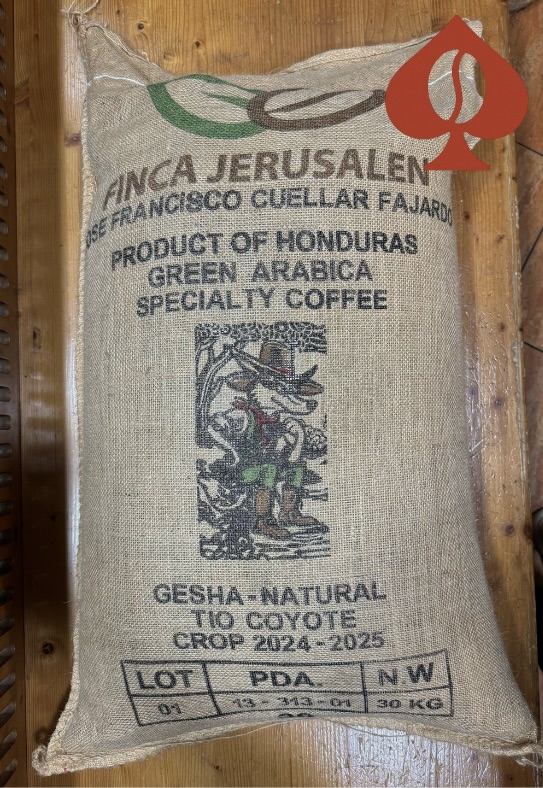 FINCA JERUSALEN
OSE FRANCISCO CUELLAR FAJARDO
PRODUCT OF HONDURAS
GREEN ARABICA
SPECIALTY COFFEE
GESHA-NATURAL
TIO COYOTE
CROP 2024-2025
LOT PDA. N W
01 13-313-01 30 KG